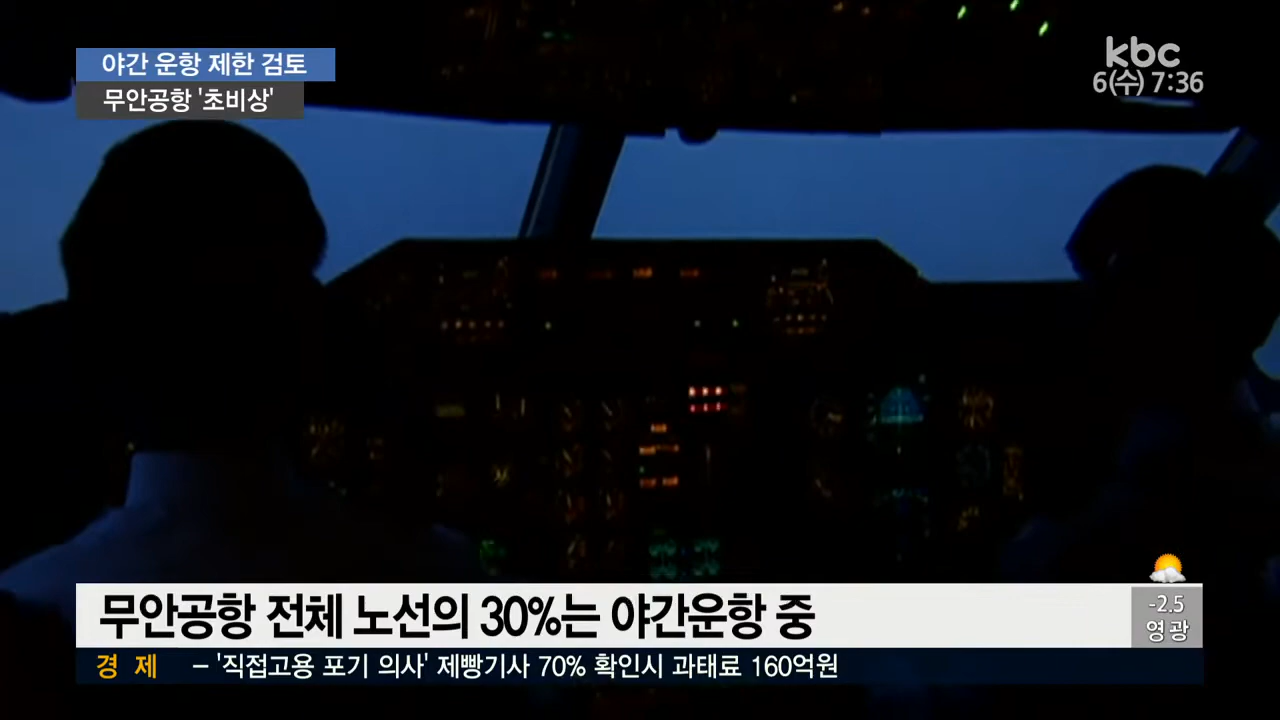 야간 운항 제한 검토
무안공항 '초비상'
kbc
6(수) 7:36
무안공항 전체 노선의 30%는 야간운항 중
-2.5
영광
경제 – '직접고용 포기 의사' 제빵기사 70% 확인시 과태료 160억원